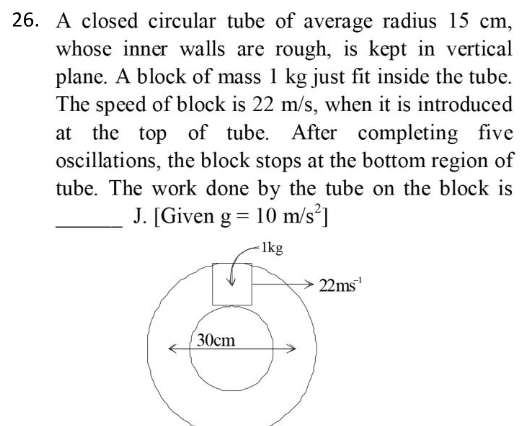 26. A closed circular tube of average radius 15 cm,
whose inner walls are rough, is kept in vertical
plane. A block of mass 1 kg just fit inside the tube.
The speed of block is 22 m/s, when it is introduced
at the top of tube. After completing five
oscillations, the block stops at the bottom region of
tube. The work done by the tube on the block is
______ J. [Given g = 10 m/s²]
1kg
22ms⁻¹
30cm